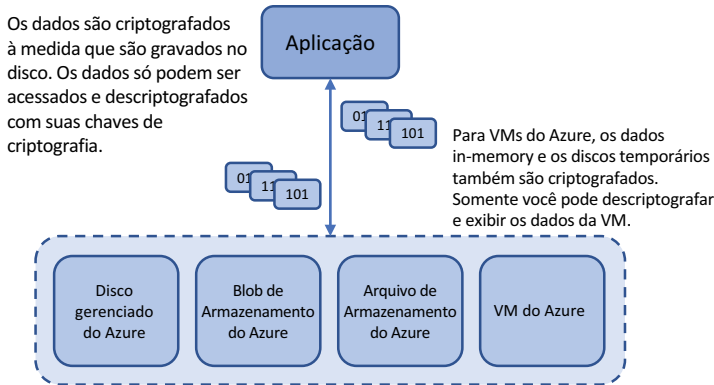 Os dados são criptografados
à medida que são gravados no
disco. Os dados só podem ser
acessados e descriptografados
com suas chaves de
criptografia.
Aplicação
01
11
101
Para VMs do Azure, os dados
in-memory e os discos temporários
também são criptografados.
Somente você pode descriptografar
e exibir os dados da VM.
01
11
101
Disco
gerenciado
do Azure
Blob de
Armazenamento
do Azure
Arquivo de
Armazenamento
do Azure
VM do Azure